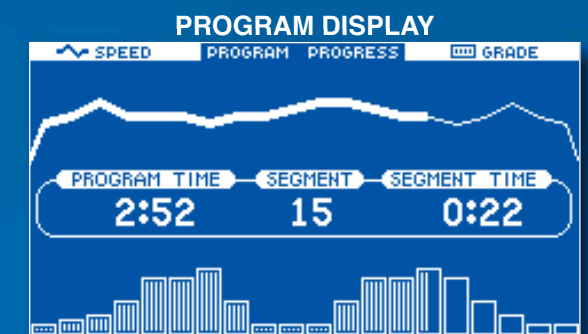 PROGRAM DISPLAY
SPEED PROGRAM PROGRESS GRADE
PROGRAM TIME SEGMENT SEGMENT TIME
2:52 15 0:22